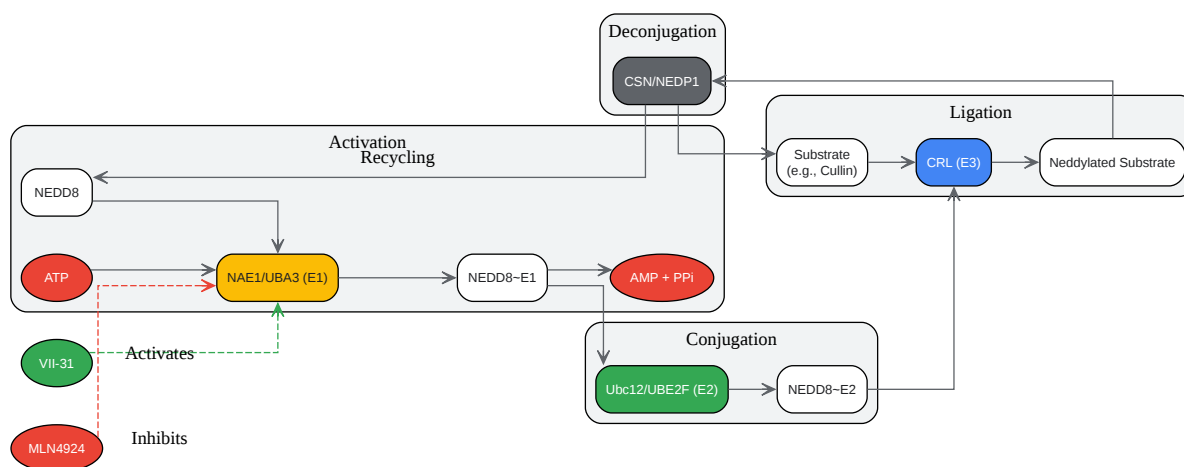 Deconjugation
CSN/NEDP1
Ligation
Substrate
(e.g., Cullin)
CRL (E3)
Neddylated Substrate
Activation
Recycling
NEDD8
ATP
NAE1/UBA3 (E1)
NEDD8~E1
AMP + PPi
Conjugation
VII-31
Activates
Ubc12/UBE2F (E2)
NEDD8~E2
MLN4924
Inhibits